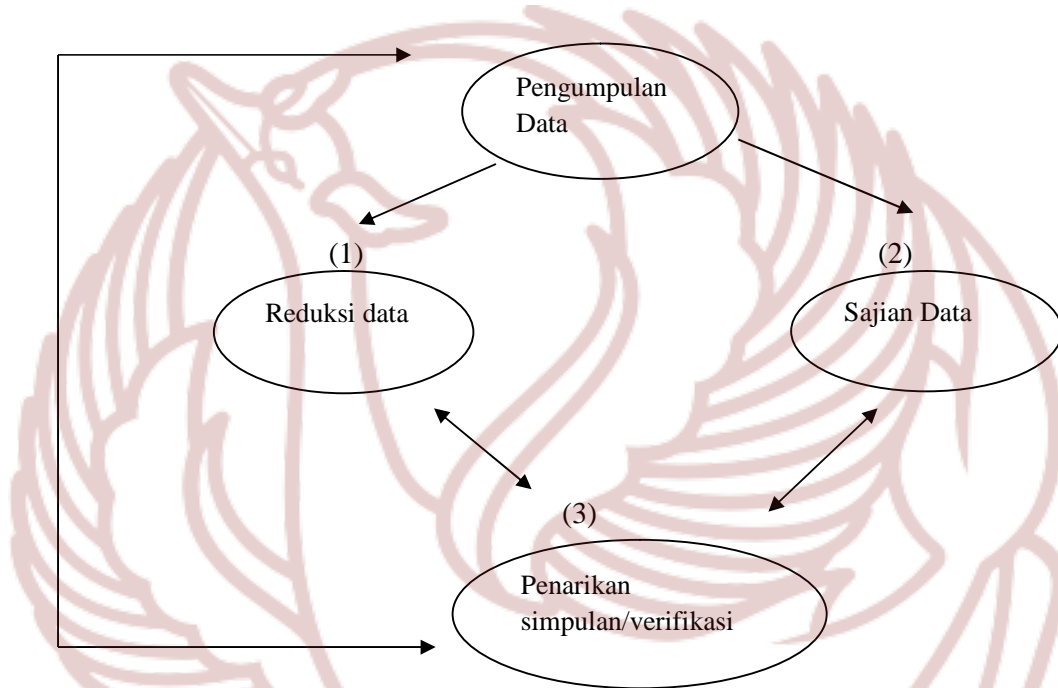 Pengumpulan
Data
(1)
(2)
Reduksi data
Sajian Data
(3)
Penarikan
simpulan/verifikasi